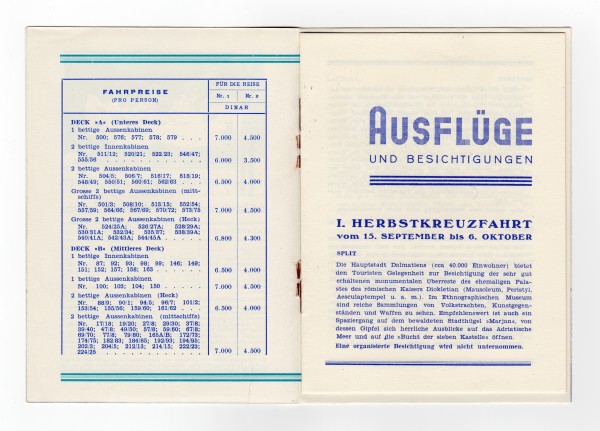 FAHRPREISE
(PRO PERSON)
FÜR DIE REISE
Nr. 1 Nr. 2
DINAR
DECK »A« (Unteres Deck)
1 bettige Aussenkabinen
Nr. 500; 576; 577; 578; 579 . . . 7.000 4.500
2 bettige Innenkabinen
Nr. 511/12; 520/21; 522/23; 546/47;
555/56 . . . . . . . . . . . 6.000 3.500
2 bettige Aussenkabinen
Nr. 504/5; 506/7; 516/17; 518/19;
548/49; 550/51; 560/61; 562/63 . . . 6.500 4.000
Grosse 2 bettige Aussenkabinen (mitt-
schiffs)
Nr. 501/3; 508/10; 513/15; 552/54;
557/59; 564/66; 567/69; 570/72; 573/75 7.000 4.500
Grosse 2 bettige Aussenkabinen (Heck)
Nr. 524/25A; 526/27A; 528/29A;
530/31A; 532/34; 535/37; 538/39A;
540/41A; 542/43A; 544/45A . . . . 6.800 4.300
DECK »B« (Mittleres Deck)
1 bettige Innenkabinen
Nr. 87; 92; 93; 98; 99; 146; 149;
151; 152; 157; 158; 163 . . . . . 6.500 4.000
1 bettige Aussenkabinen
Nr. 100; 103; 104; 150 . . . . . 7.000 4.500
2 bettige Aussenkabinen (Heck)
Nr. 88/9; 90/1; 94/5; 96/7; 101/2;
153/54; 155/56; 159/60; 161/62 . . . 6.500 4.000
2 bettige Aussenkabinen (mittschiffs)
Nr. 17/18; 19/20; 27/8; 29/30; 37/8;
39/40; 47/8; 49/50; 57/8; 59/60; 67/8;
69/70; 77/8; 79/80; 165A/B; 172/73;
174/75; 182/83; 184/85; 192/93; 194/95;
202/3; 204/5; 212/13; 214/15; 222/23;
224/25 . . . . . . . . . . . 7.000 4.500
AUSFLÜGE
UND BESICHTIGUNGEN
I. HERBSTKREUZFAHRT
vom 15. SEPTEMBER bis 6. OKTOBER
SPLIT
Die Hauptstadt Dalmatiens (cca 40.000 Einwohner) bietet
den Touristen Gelegenheit zur Besichtigung der sehr gut
erhaltenen monumentalen Überreste des ehemaligen Pala-
stes des römischen Kaisers Diokletian (Mausoleum, Peristyl,
Aesculaptempel u. a. m.). Im Ethnographischen Museum
sind reiche Sammlungen von Volkstrachten, Kunstgegen-
ständen und Waffen zu sehen. Empfehlenswert ist auch ein
Spaziergang auf dem bewaldeten Stadthügel »Marjan«, von
dessen Gipfel sich herrliche Ausblicke auf das Adriatische
Meer und auf die »Bucht der sieben Kastelle« öffnen.
Eine organisierte Besichtigung wird nicht unternommen.